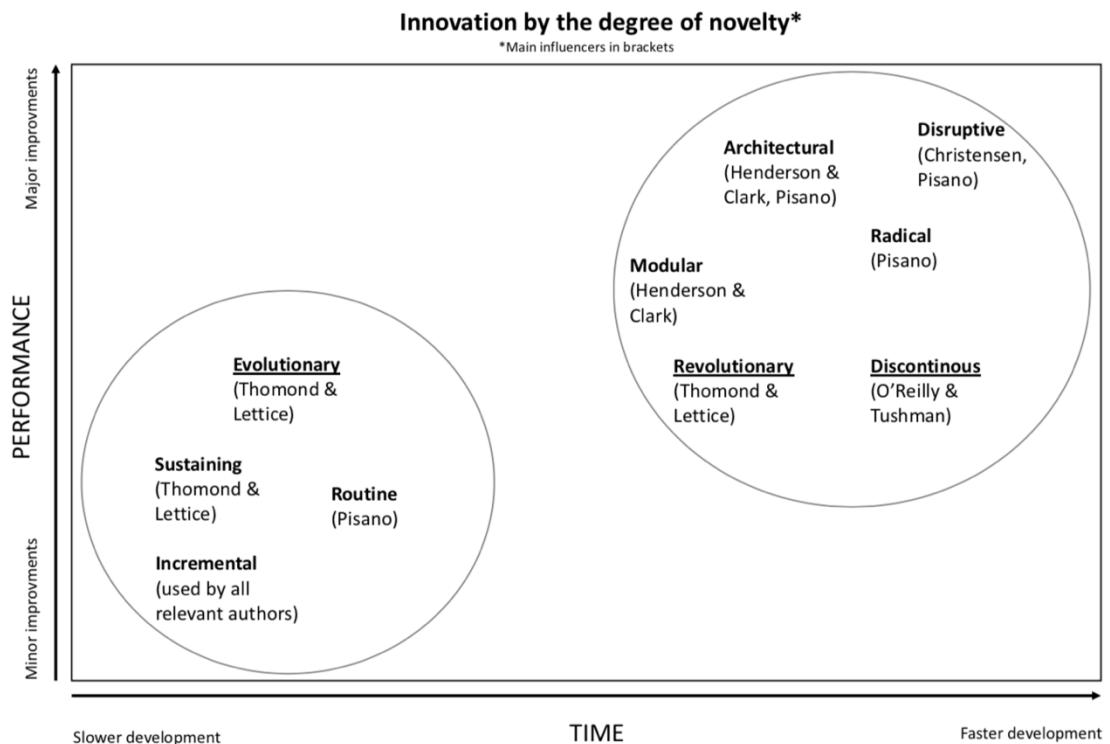 Innovation by the degree of novelty*
*Main influencers in brackets
Major improvments
PERFORMANCE
Minor improvments
Architectural
(Henderson &
Clark, Pisano)
Disruptive
(Christensen,
Pisano)
Radical
(Pisano)
Modular
(Henderson &
Clark)
Revolutionary
(Thomond &
Lettice)
Discontinous
(O'Reilly &
Tushman)
Evolutionary
(Thomond &
Lettice)
Sustaining
(Thomond &
Lettice)
Routine
(Pisano)
Incremental
(used by all
relevant authors)
Slower development
TIME
Faster development